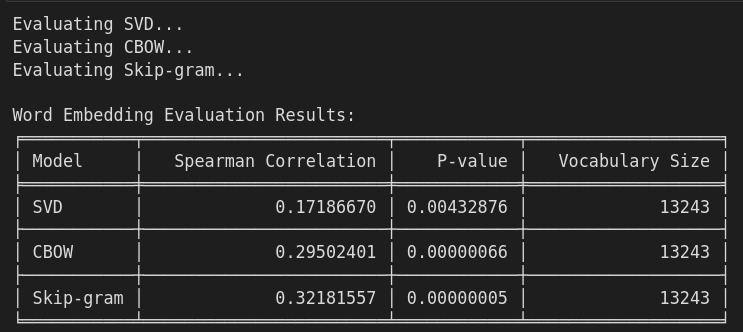 Evaluating SVD...
Evaluating CBOW...
Evaluating Skip-gram...
Word Embedding Evaluation Results:
Model Spearman Correlation P-value Vocabulary Size
SVD 0.17186670 0.00432876 13243
CBOW 0.29502401 0.00000066 13243
Skip-gram 0.32181557 0.00000005 13243